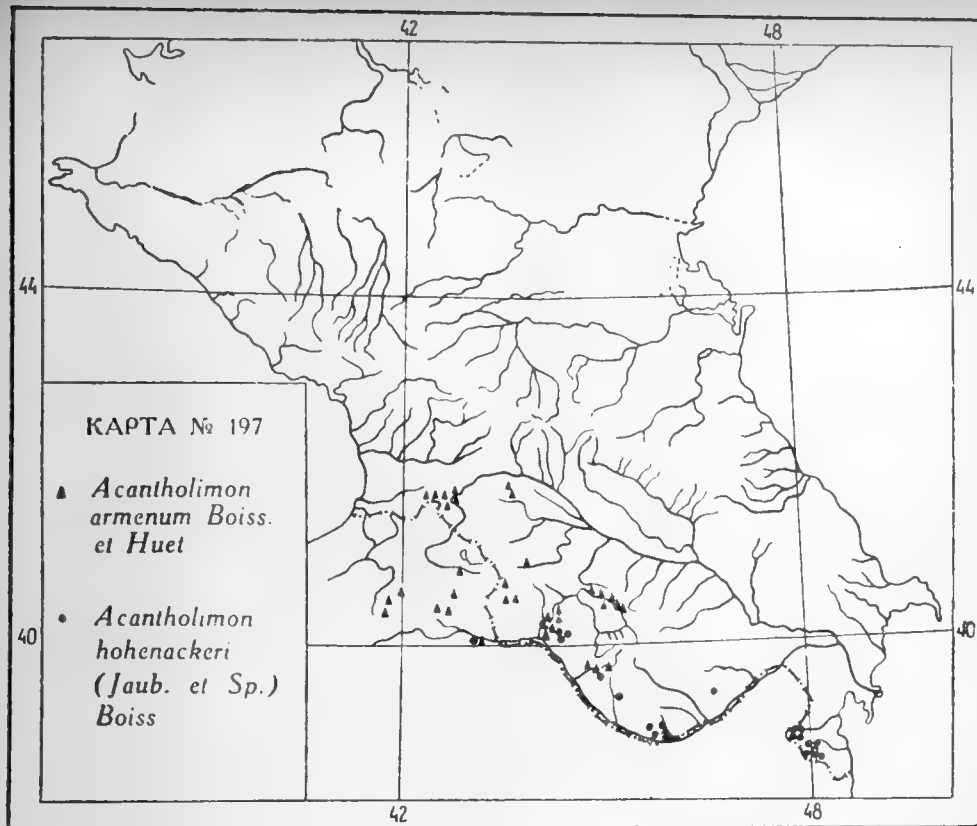 42 48
44 44
КАРТА № 197
Acantholimon
armenum Boiss.
et Huet
Acantholimon
hohenackeri
(Jaub. et Sp.)
Boiss
40 40
42 48